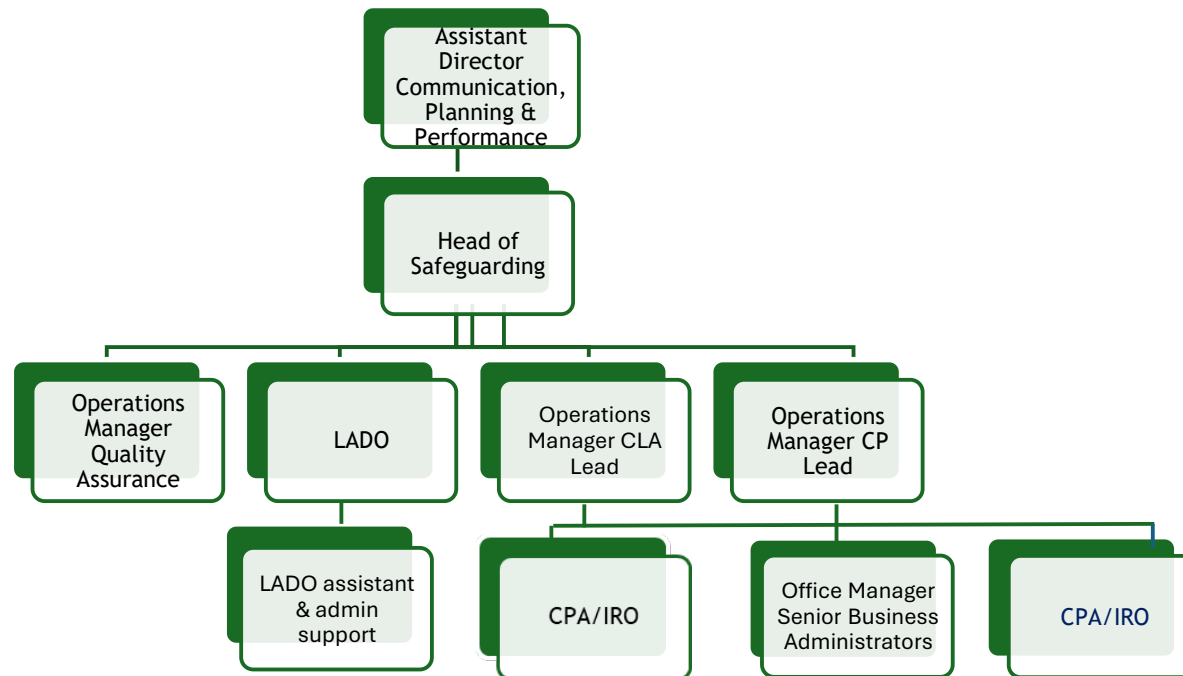 Assistant
Director
Communication,
Planning &
Performance
Head of
Safeguarding
Operations
Manager
Quality
Assurance
LADO
Operations
Manager CLA
Lead
Operations
Manager CP
Lead
LADO assistant
& admin
support
CPA/IRO
Office Manager
Senior Business
Administrators
CPA/IRO